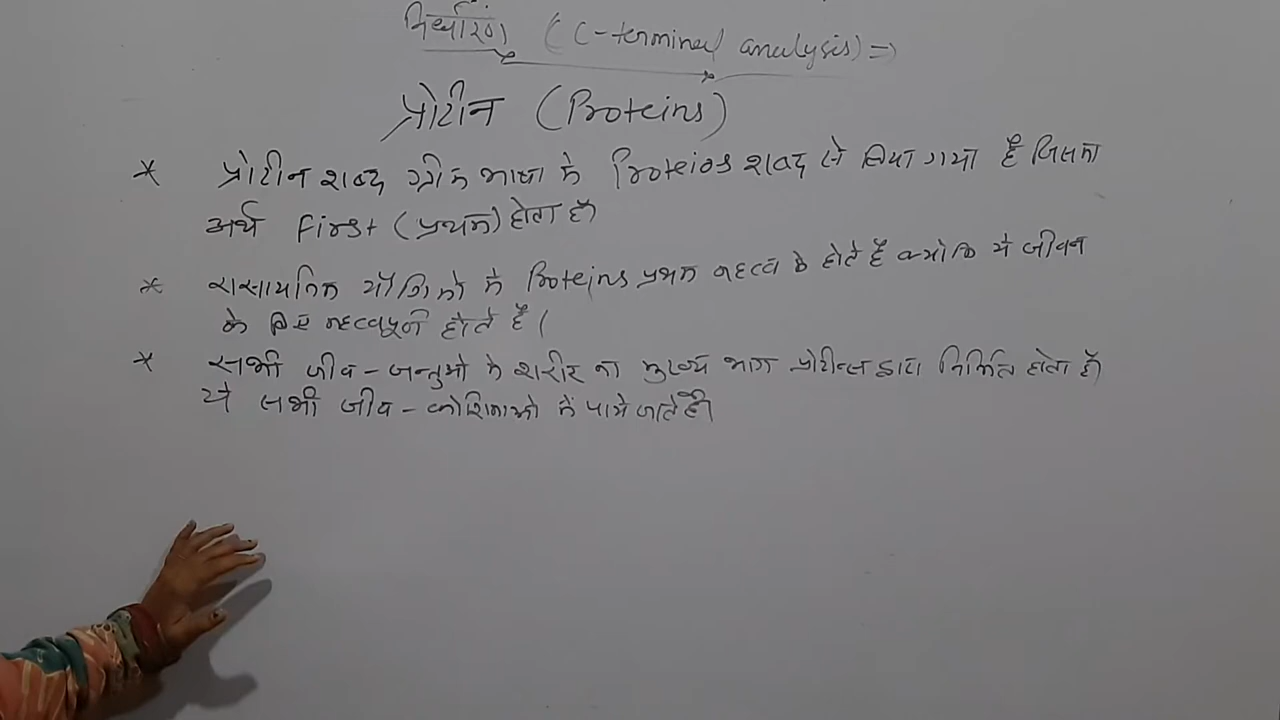 निर्धारण (C-terminal analysis) =>
प्रोटीन (Proteins)
* प्रोटीन शब्द ग्रीक भाषा के Proteios शब्द से लिया गया है जिसका
अर्थ First (प्रथम) होता है।
* रासायनिक यौगिको मे Proteins प्रथम महत्व के होते हैं क्योकि ये जीवन
के लिए महत्वपूर्ण होते हैं।
* सभी जीव-जन्तुओ के शरीर का मुख्य भाग प्रोटीन्स द्वारा निर्मित होता है।
ये सभी जीव-कोशिकाओ में पाये जाते हैं।